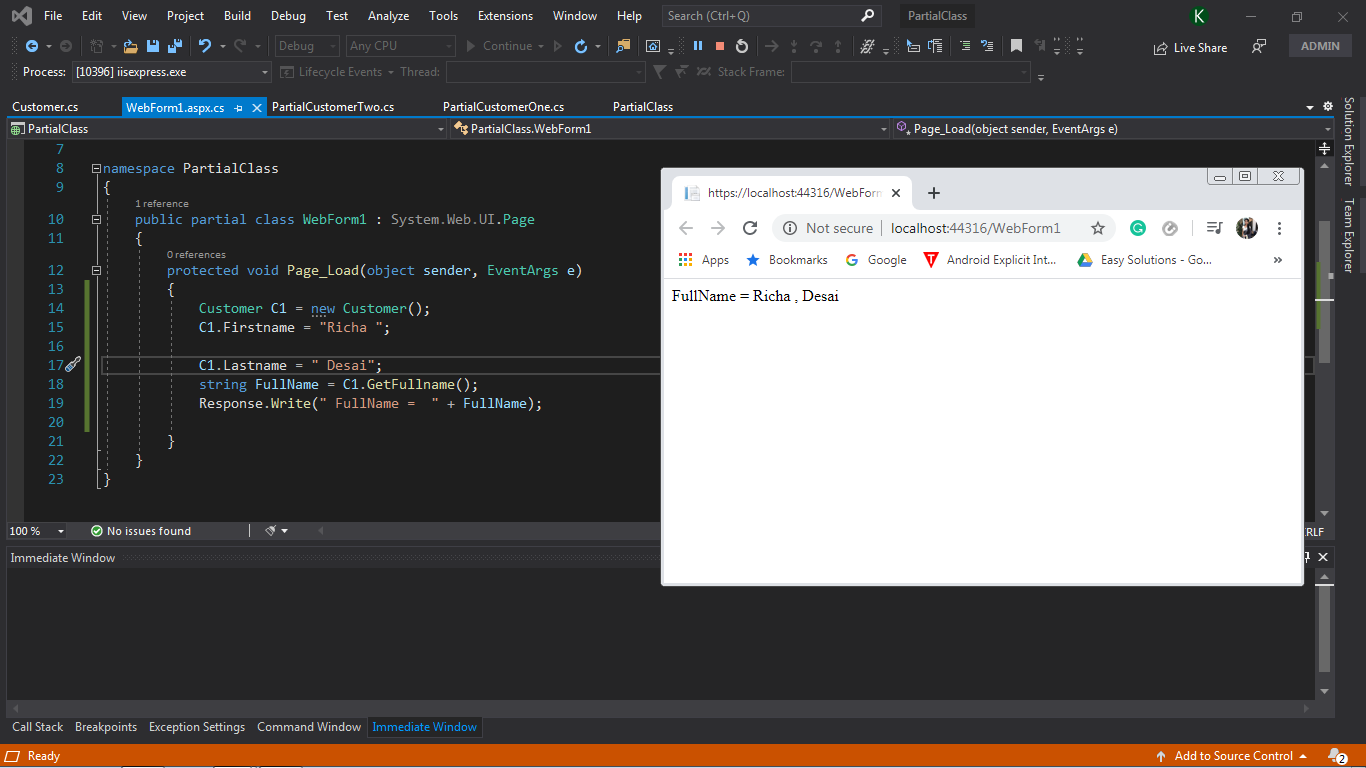 File Edit View Project Build Debug Test Analyze Tools Extensions Window Help Search (Ctrl+Q) PartialClass K
Debug Any CPU Continue Live Share ADMIN
Process: [10396] iisexpress.exe Lifecycle Events Thread: Stack Frame:
Customer.cs WebForm1.aspx.cs PartialCustomerTwo.cs PartialCustomerOne.cs PartialClass
PartialClass PartialClass.WebForm1 Page_Load(object sender, EventArgs e)
7
8 namespace PartialClass
9 {
1 reference
10 public partial class WebForm1 : System.Web.UI.Page
11 {
0 references
12 protected void Page_Load(object sender, EventArgs e)
13 {
14 Customer C1 = new Customer();
15 C1.Firstname = "Richa ";
16
17 C1.Lastname = " Desai";
18 string FullName = C1.GetFullname();
19 Response.Write(" FullName =  " + FullName);
20
21 }
22 }
23 }
100 % No issues found RLF
https://localhost:44316/WebForm
Not secure localhost:44316/WebForm1
Apps Bookmarks Google Android Explicit Int... Easy Solutions - Go... »
FullName = Richa , Desai
Solution Explorer
Team Explorer
Immediate Window
Call Stack Breakpoints Exception Settings Command Window Immediate Window
Ready Add to Source Control 2